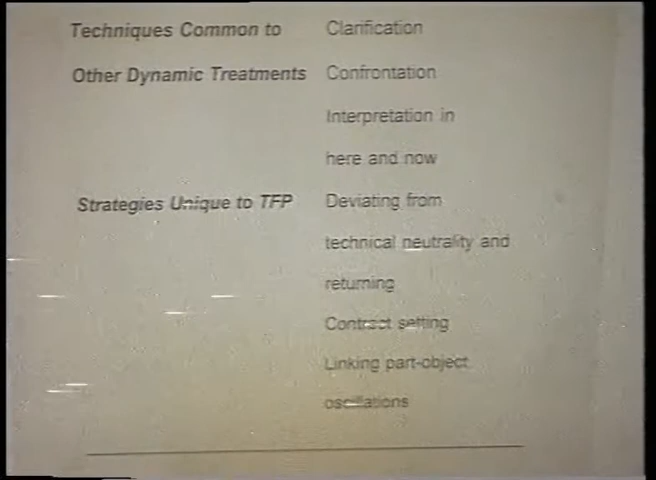 Techniques Common to Clarification
Other Dynamic Treatments Confrontation
Interpretation in
here and now
Strategies Unique to TFP Deviating from
technical neutrality and
returning
Contract setting
Linking part-object
oscillations